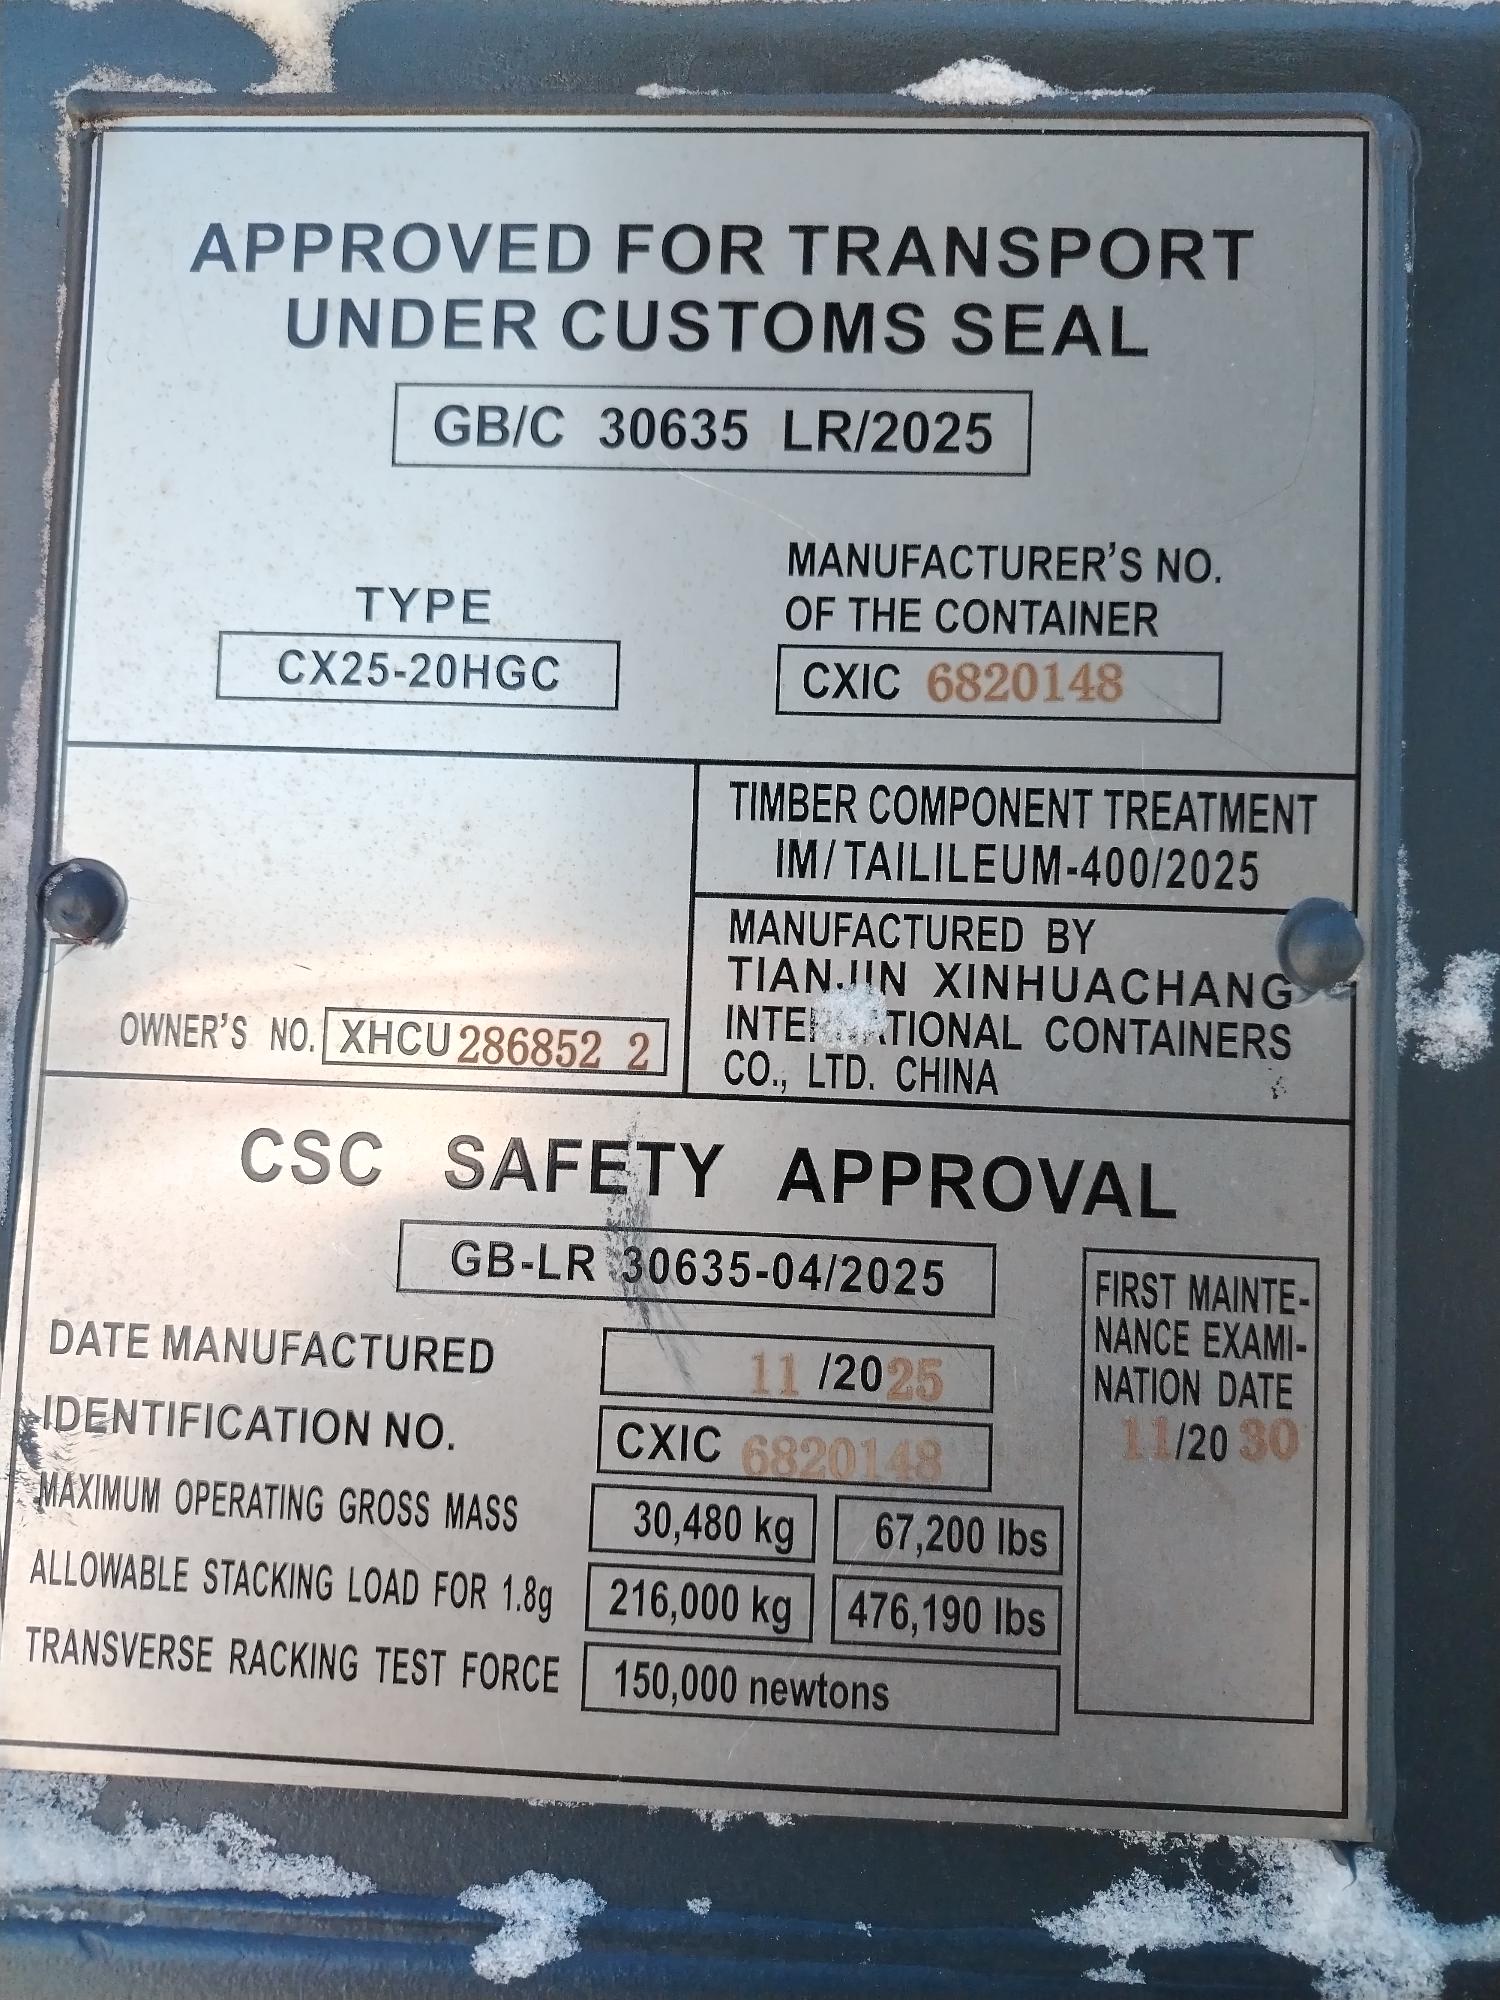 APPROVED FOR TRANSPORT
UNDER CUSTOMS SEAL
GB/C 30635 LR/2025
TYPE
CX25-20HGC
MANUFACTURER'S NO.
OF THE CONTAINER
CXIC 6820148
TIMBER COMPONENT TREATMENT
IM/TAILILEUM-400/2025
OWNER'S NO. XHCU 286852 2
MANUFACTURED BY
TIANJIN XINHUACHANG
INTERNATIONAL CONTAINERS
CO., LTD. CHINA
CSC SAFETY APPROVAL
GB-LR 30635-04/2025
DATE MANUFACTURED 11/2025
IDENTIFICATION NO. CXIC 6820148
MAXIMUM OPERATING GROSS MASS 30,480 kg 67,200 lbs
ALLOWABLE STACKING LOAD FOR 1.8g 216,000 kg 476,190 lbs
TRANSVERSE RACKING TEST FORCE 150,000 newtons
FIRST MAINTE-
NANCE EXAMI-
NATION DATE
11/20 30